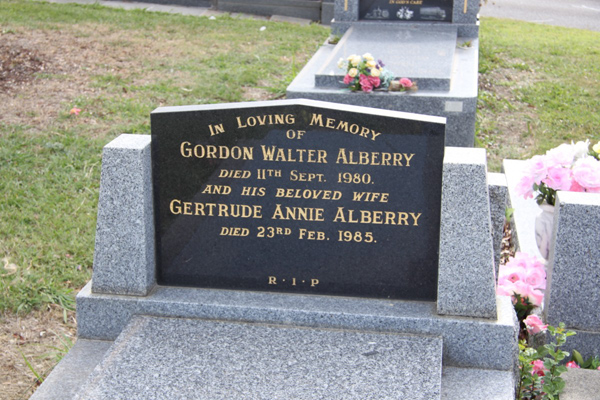 IN LOVING MEMORY
OF
GORDON WALTER ALBERRY
DIED 11TH SEPT. 1980.
AND HIS BELOVED WIFE
GERTRUDE ANNIE ALBERRY
DIED 23RD FEB. 1985.
R·I·P